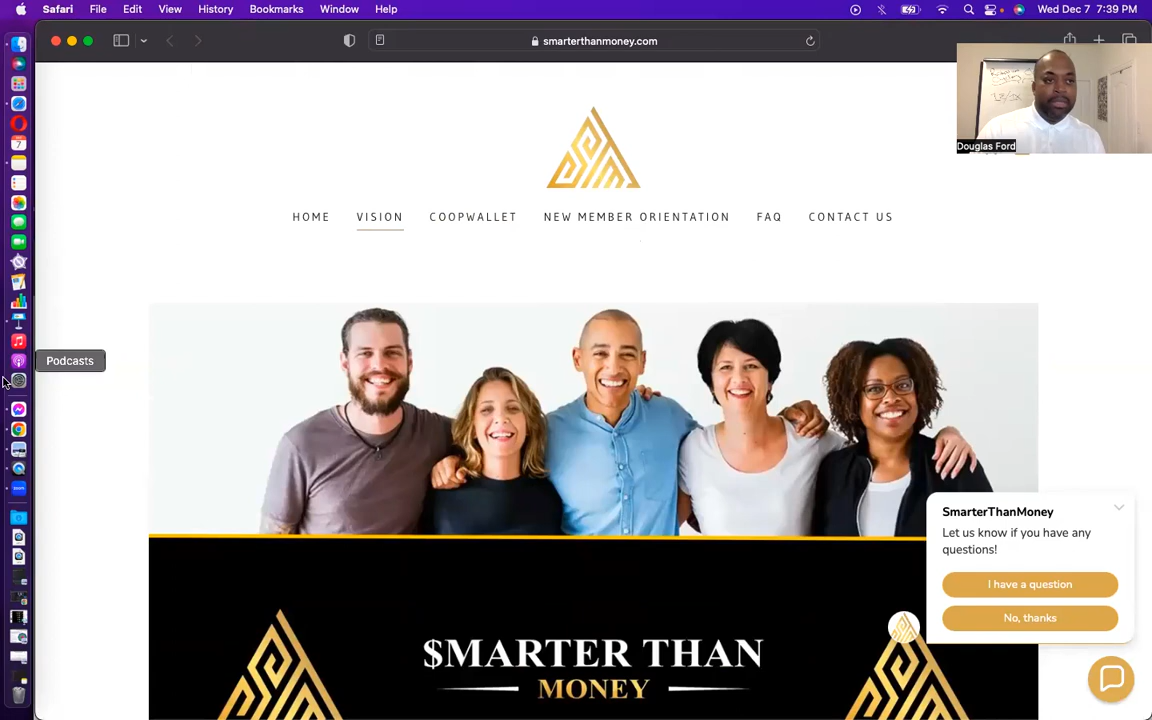 Safari File Edit View History Bookmarks Window Help Wed Dec 7 7:39 PM
smarterthanmoney.com
Douglas Ford
HOME VISION COOPWALLET NEW MEMBER ORIENTATION FAQ CONTACT US
Podcasts
SmarterThanMoney
Let us know if you have any
questions!
I have a question
No, thanks
$MARTER THAN
MONEY